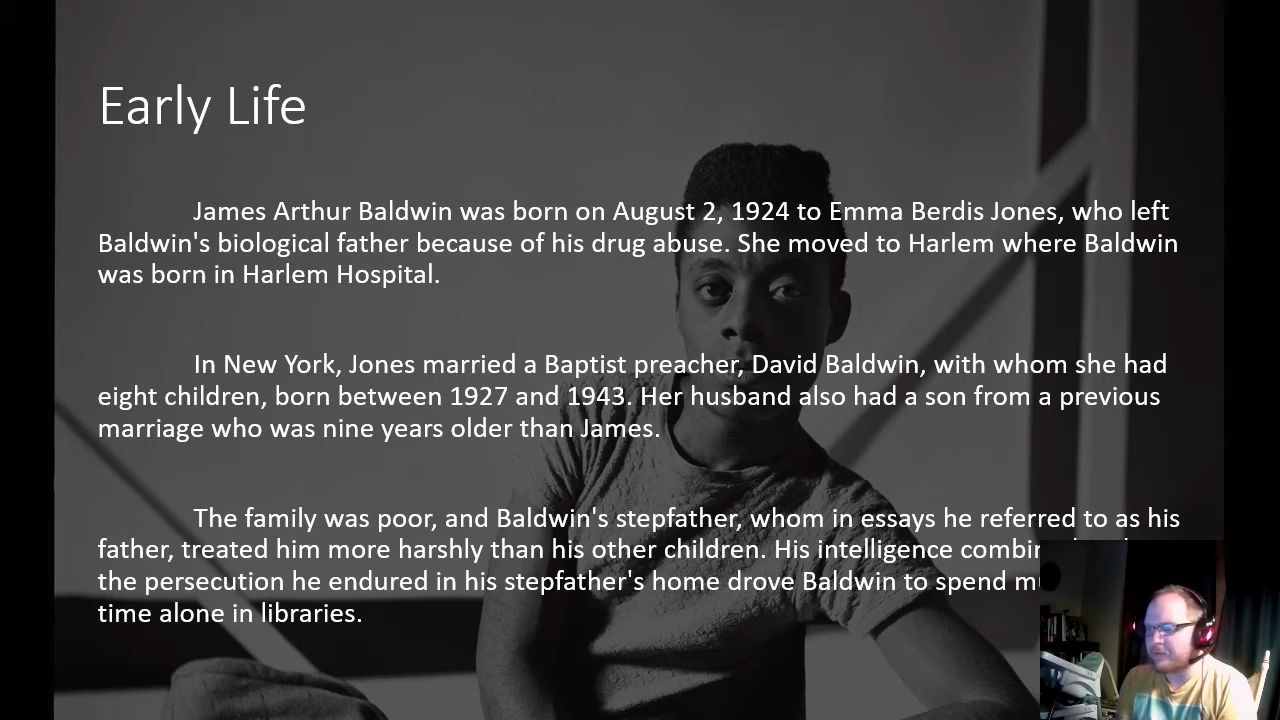 Early Life
James Arthur Baldwin was born on August 2, 1924 to Emma Berdis Jones, who left
Baldwin's biological father because of his drug abuse. She moved to Harlem where Baldwin
was born in Harlem Hospital.
In New York, Jones married a Baptist preacher, David Baldwin, with whom she had
eight children, born between 1927 and 1943. Her husband also had a son from a previous
marriage who was nine years older than James.
The family was poor, and Baldwin's stepfather, whom in essays he referred to as his
father, treated him more harshly than his other children. His intelligence
the persecution he endured in his stepfather's home drove Baldwin to spend
time alone in libraries.